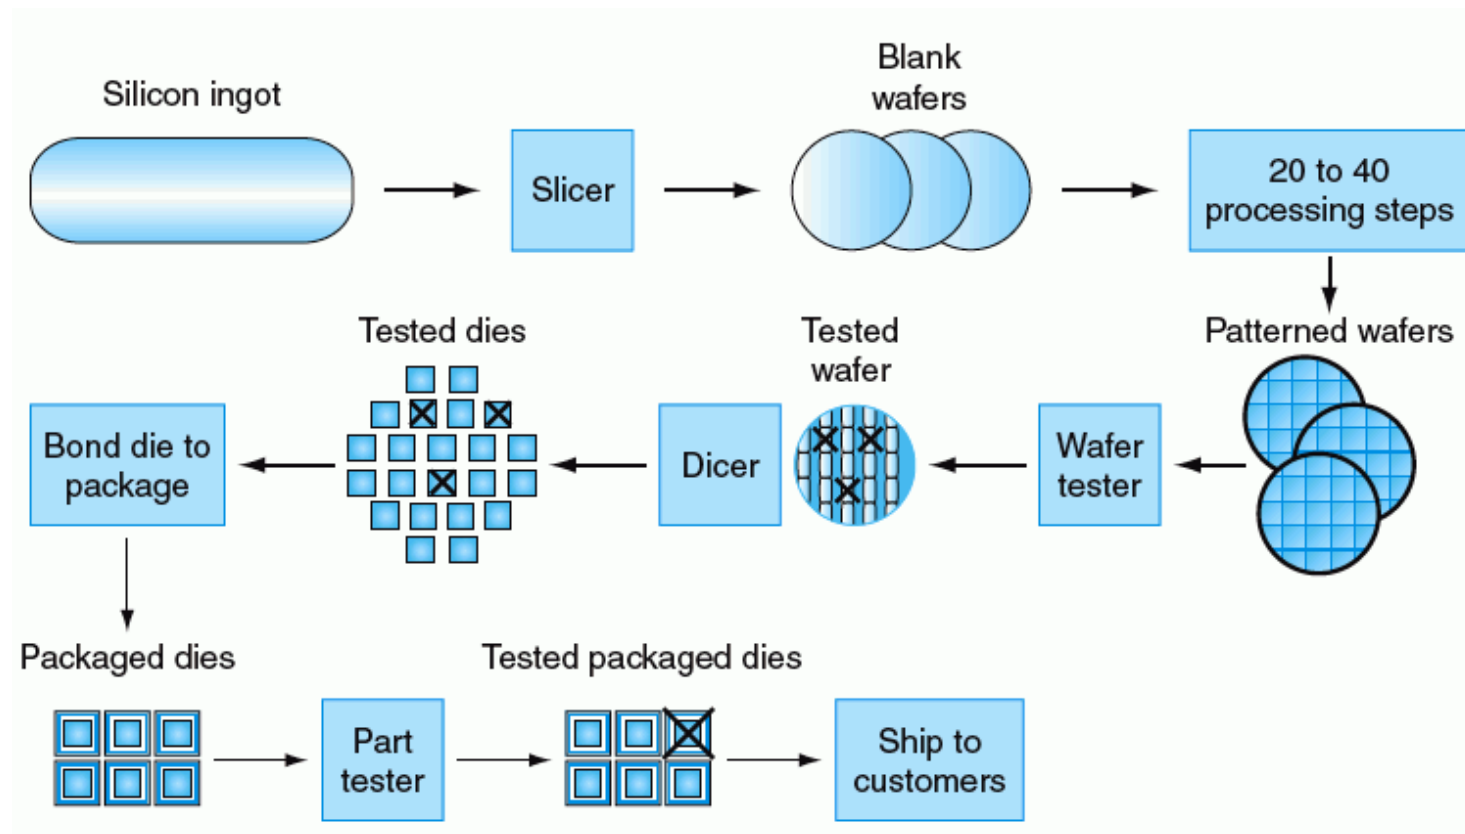 Silicon ingot
Slicer
Blank
wafers
20 to 40
processing steps
Patterned wafers
Wafer
tester
Tested
wafer
Dicer
Tested dies
Bond die to
package
Packaged dies
Part
tester
Tested packaged dies
Ship to
customers